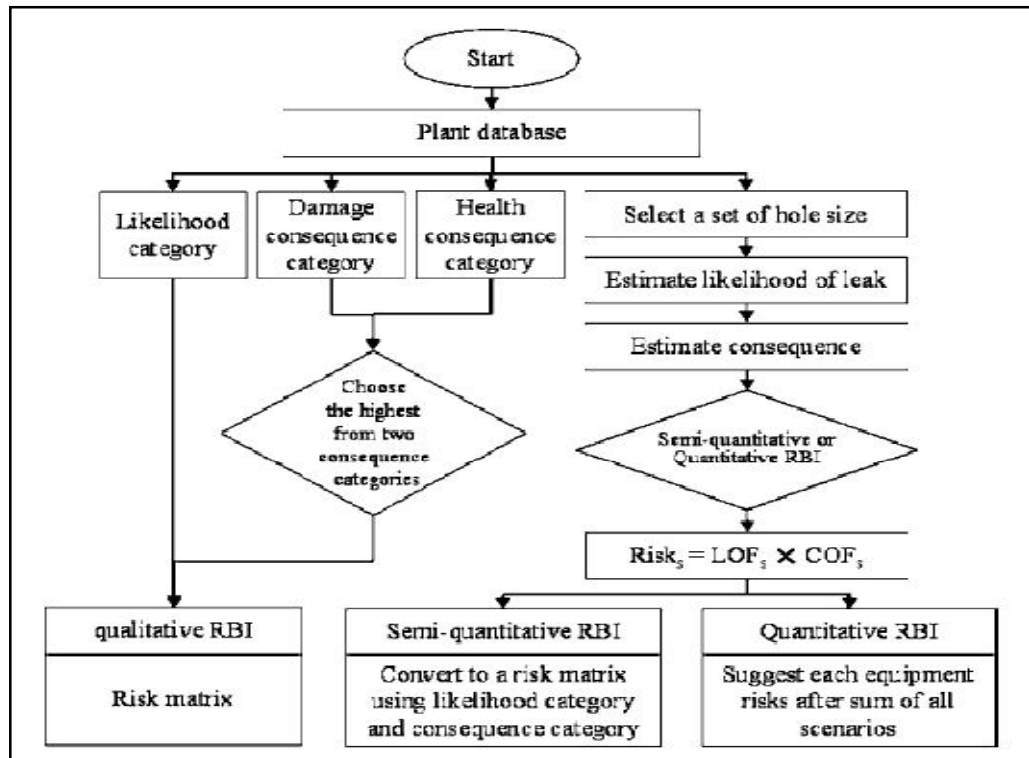 Start
Plant database
Likelihood
category
Damage
consequence
category
Health
consequence
category
Select a set of hole size
Estimate likelihood of leak
Estimate consequence
Choose
the highest
from two
consequence
categories
Semi-quantitative or
Quantitative RBI
Riskₛ = LOFₛ × COFₛ
qualitative RBI
Risk matrix
Semi-quantitative RBI
Convert to a risk matrix
using likelihood category
and consequence category
Quantitative RBI
Suggest each equipment
risks after sum of all
scenarios